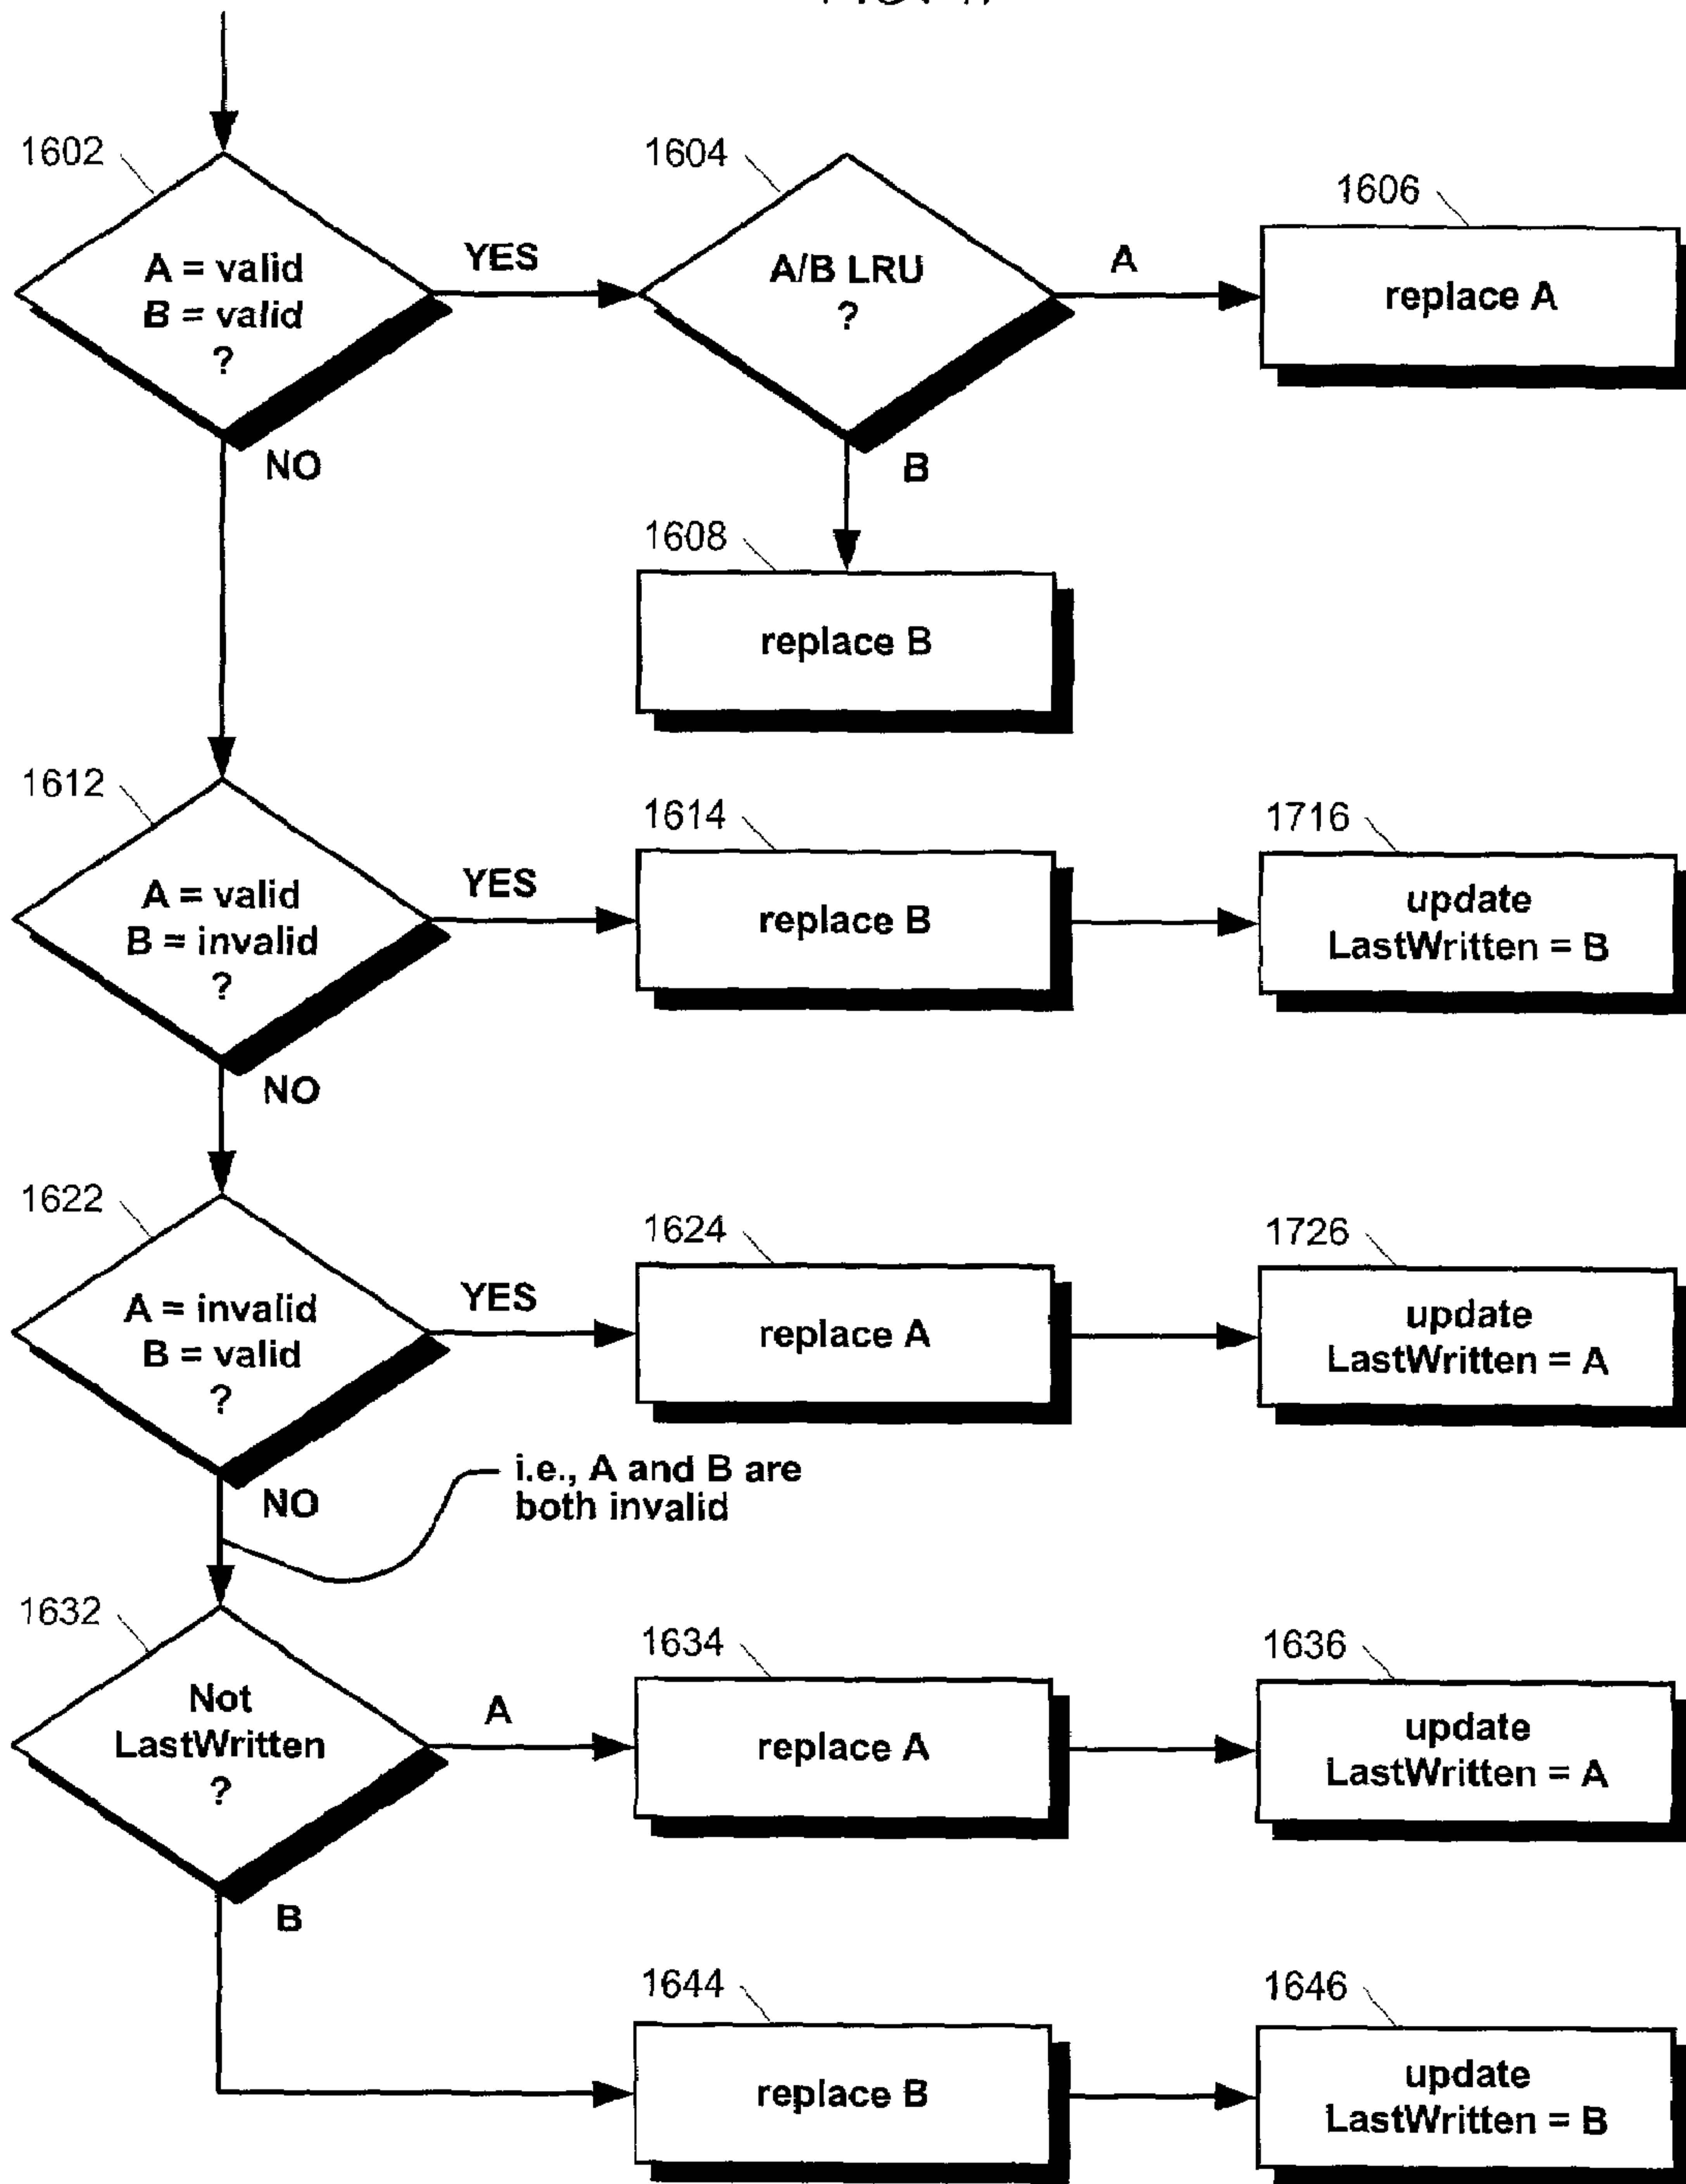 1602
A = valid
B = valid
?
YES
NO
1604
A/B LRU
?
A
B
1606
replace A
1608
replace B
1612
A = valid
B = invalid
?
YES
NO
1614
replace B
1716
update
LastWritten = B
1622
A = invalid
B = valid
?
YES
NO
1624
replace A
1726
update
LastWritten = A
i.e., A and B are
both invalid
1632
Not
LastWritten
?
A
B
1634
replace A
1636
update
LastWritten = A
1644
replace B
1646
update
LastWritten = B